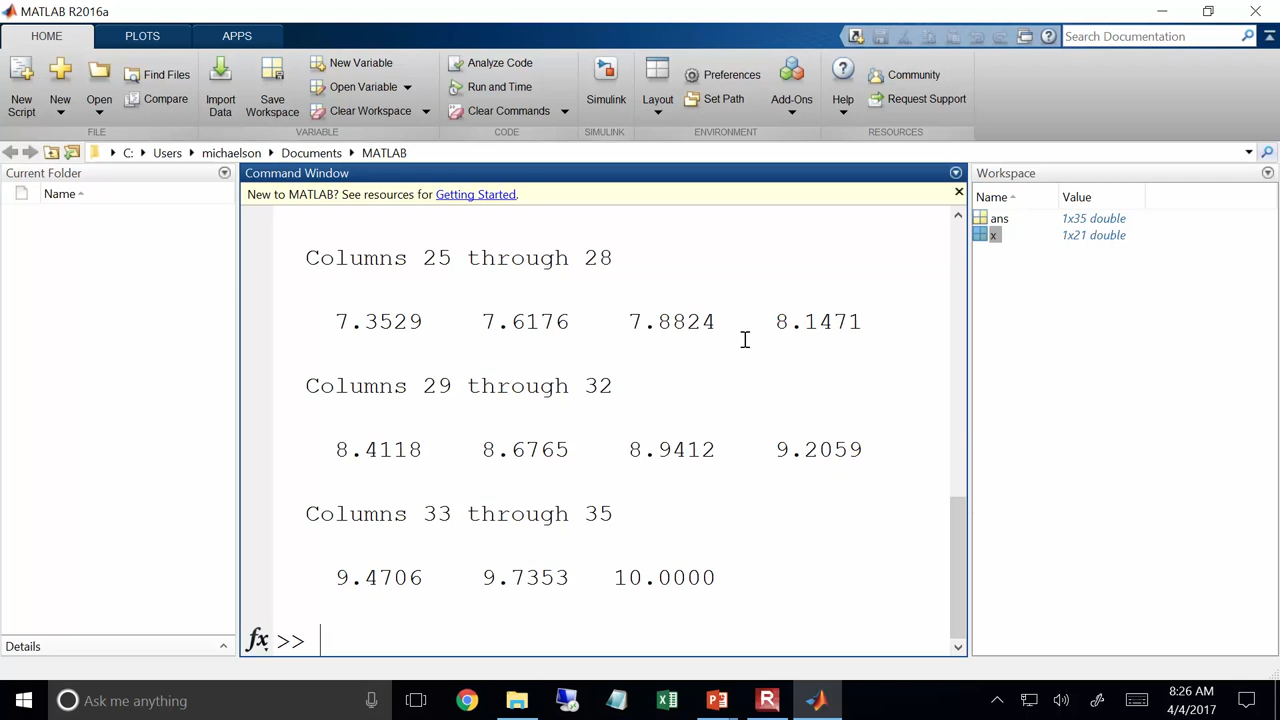 MATLAB R2016a
HOME PLOTS APPS
Search Documentation
New Script
New
Open
Find Files
Compare
Import Data
Save Workspace
New Variable
Open Variable
Clear Workspace
Analyze Code
Run and Time
Clear Commands
Simulink
Layout
Preferences
Set Path
Add-Ons
Help
Community
Request Support
FILE VARIABLE CODE SIMULINK ENVIRONMENT RESOURCES
C: Users michaelson Documents MATLAB
Current Folder
Name
Details
Command Window
New to MATLAB? See resources for Getting Started.
Columns 25 through 28
7.3529 7.6176 7.8824 8.1471
Columns 29 through 32
8.4118 8.6765 8.9412 9.2059
Columns 33 through 35
9.4706 9.7353 10.0000
fx >>
Workspace
Name Value
ans 1x35 double
x 1x21 double
Ask me anything
8:26 AM
4/4/2017